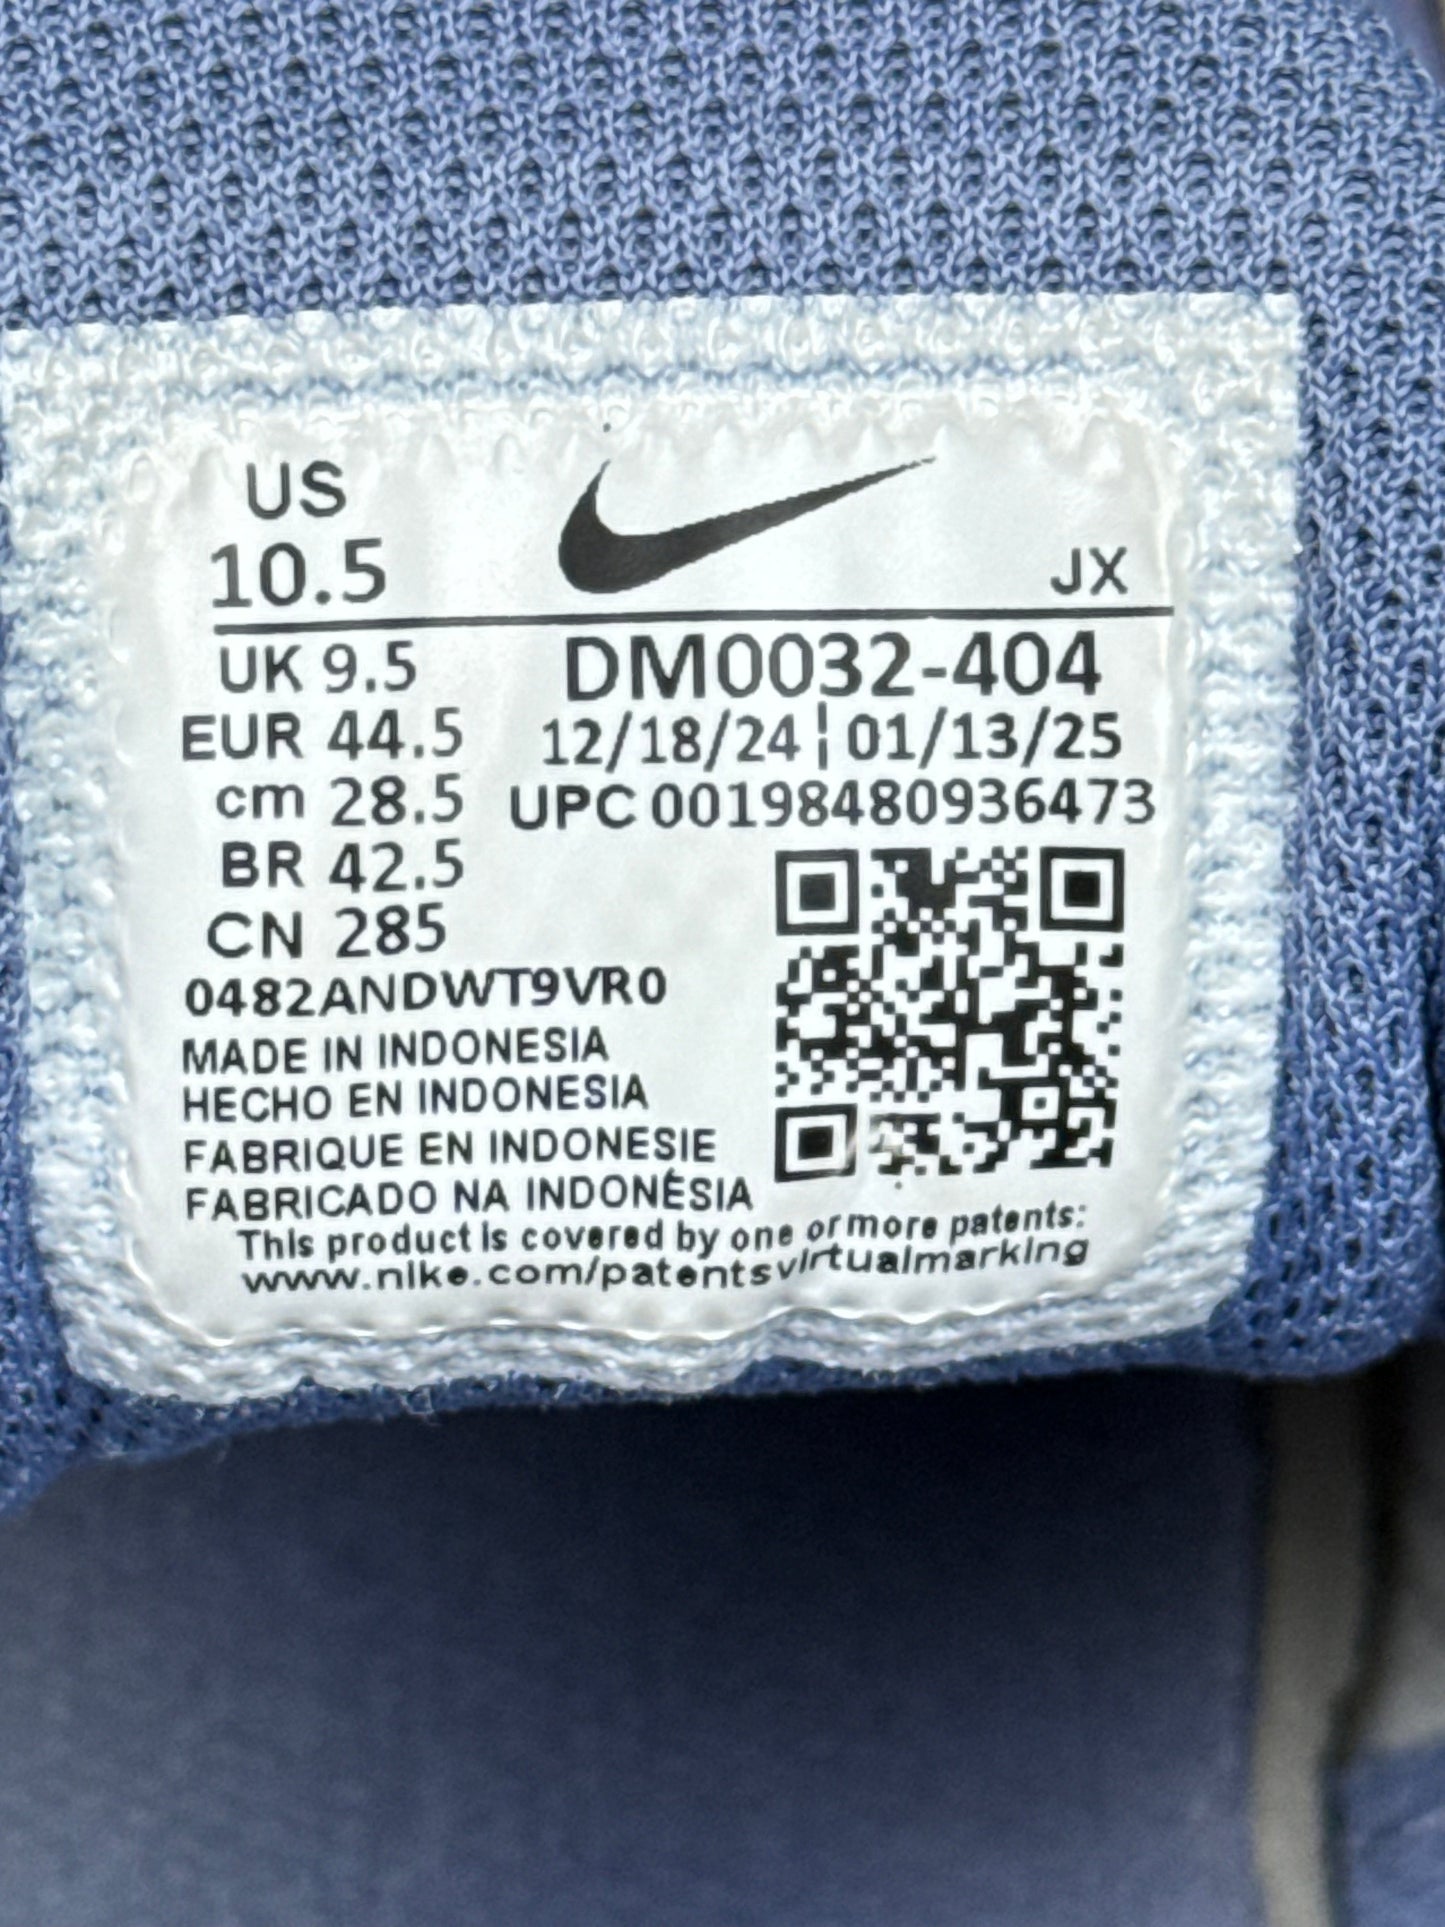 US
10.5
JX
UK 9.5
DM0032-404
EUR 44.5
12/18/24 ¦ 01/13/25
cm 28.5
UPC 00198480936473
BR 42.5
CN 285
0482ANDWT9VR0
MADE IN INDONESIA
HECHO EN INDONESIA
FABRIQUE EN INDONESIE
FABRICADO NA INDONÉSIA
This product is covered by one or more patents:
www.nike.com/patentsvirtualmarking